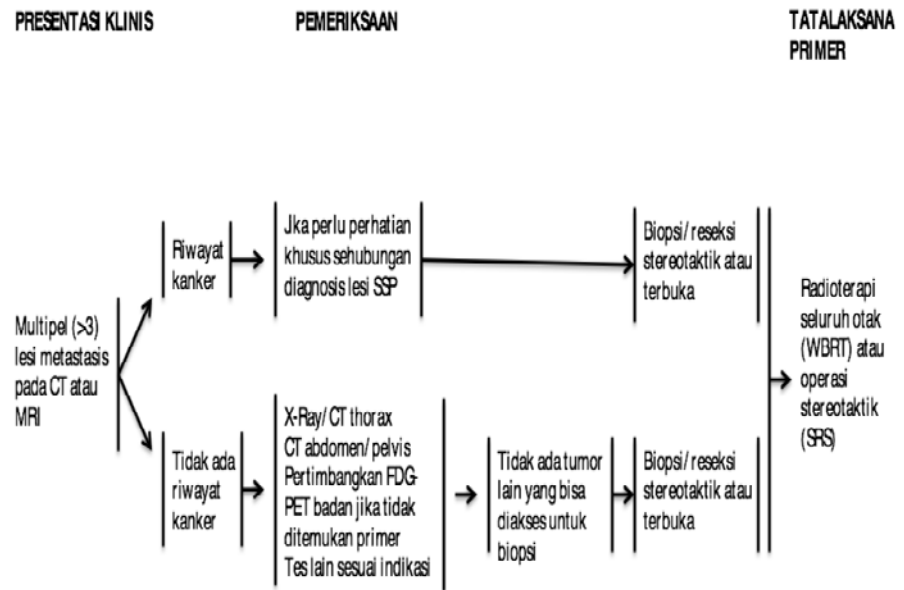 PRESENTASI KLINIS
PEMERIKSAAN
TATALAKSANA
PRIMER
Multipel (>3)
lesi metastasis
pada CT atau
MRI
Riwayat
kanker
Jka perlu perhatian
khusus sehubungan
diagnosis lesi SSP
Biopsi/ reseksi
stereotaktik atau
terbuka
Tidak ada
riwayat
kanker
X-Ray/ CT thorax
CT abdomen/ pelvis
Pertimbangkan FDG-
PET badan jika tidak
ditemukan primer
Tes lain sesuai indikasi
Tidak ada tumor
lain yang bisa
diakses untuk
biopsi
Biopsi/ reseksi
stereotaktik atau
terbuka
Radioterapi
seluruh otak
(WBRT) atau
operasi
stereotaktik
(SRS)